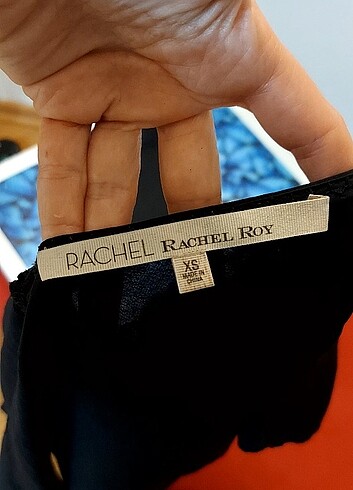 RACHEL RACHEL ROY
XS
MADE IN
CHINA